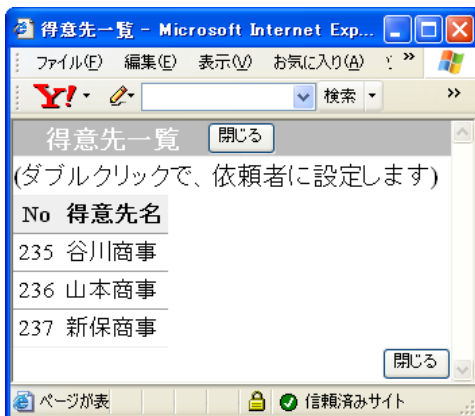 得意先一覧 - Microsoft Internet Exp...
ファイル(F) 編集(E) 表示(V) お気に入り(A) »
Y! 検索 »
得意先一覧 閉じる
(ダブルクリックで、依頼者に設定します)
No 得意先名
235 谷川商事
236 山本商事
237 新保商事
閉じる
ページが表 信頼済みサイト